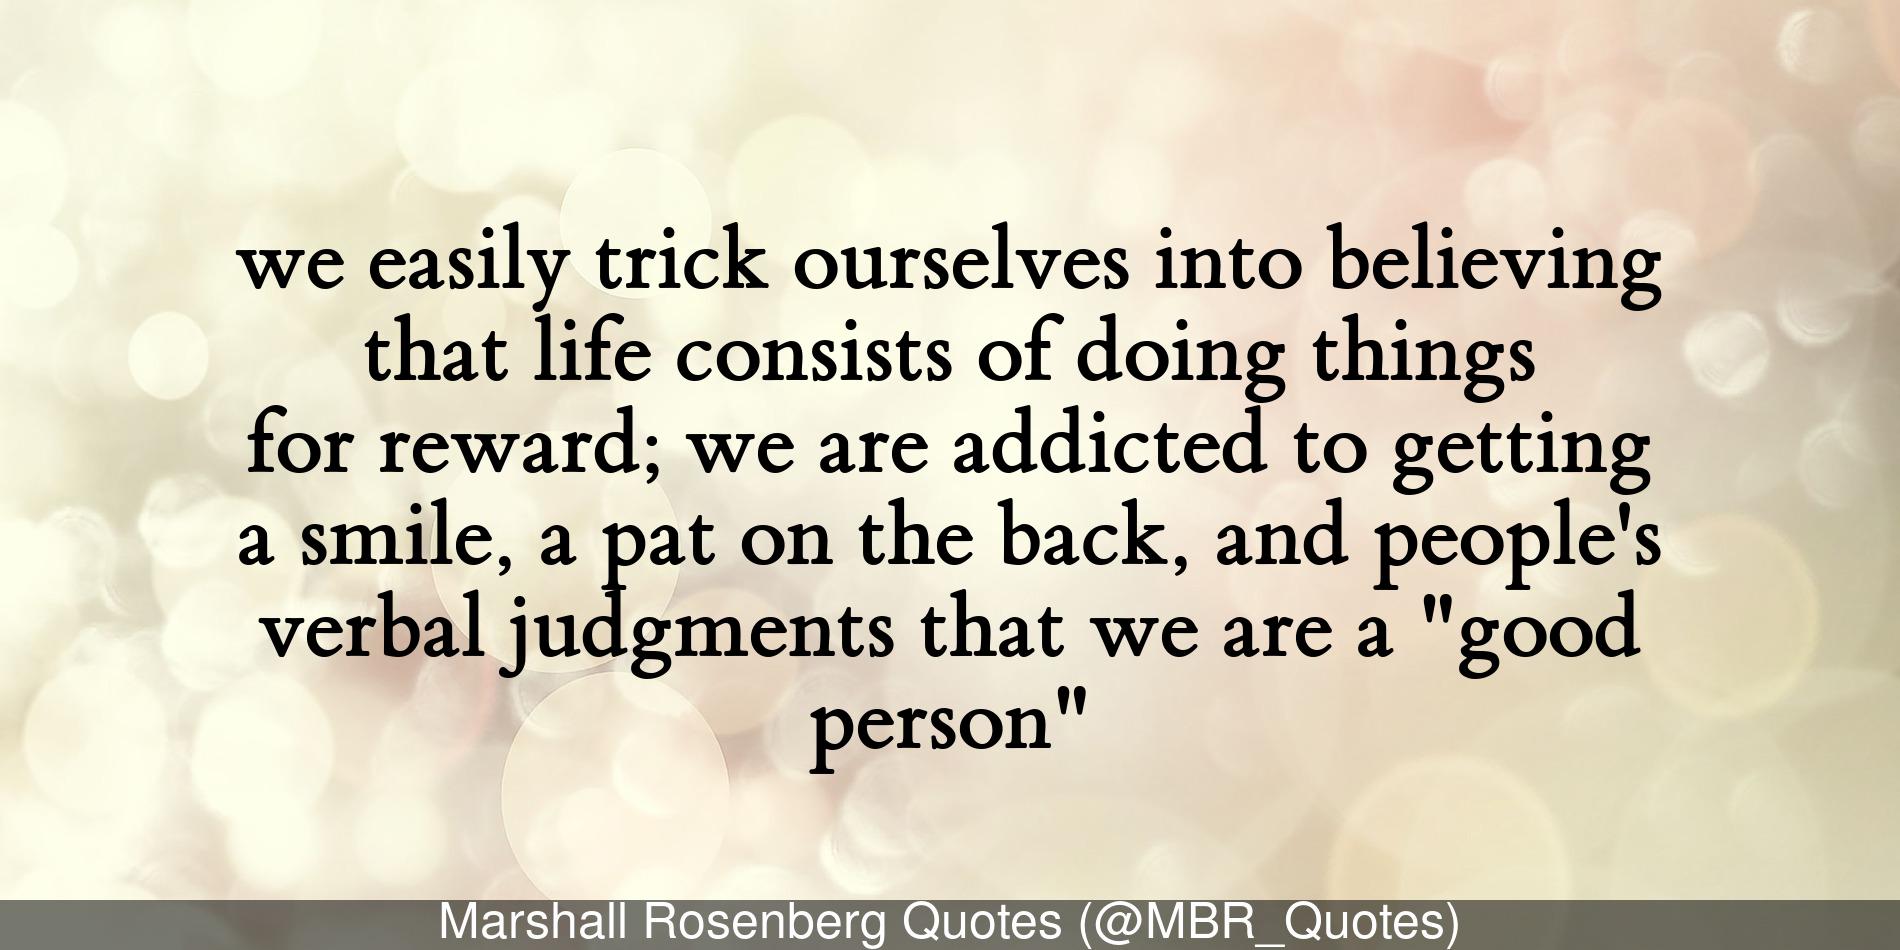 we easily trick ourselves into believing
that life consists of doing things
for reward; we are addicted to getting
a smile, a pat on the back, and people's
verbal judgments that we are a "good
person"
Marshall Rosenberg Quotes (@MBR_Quotes)